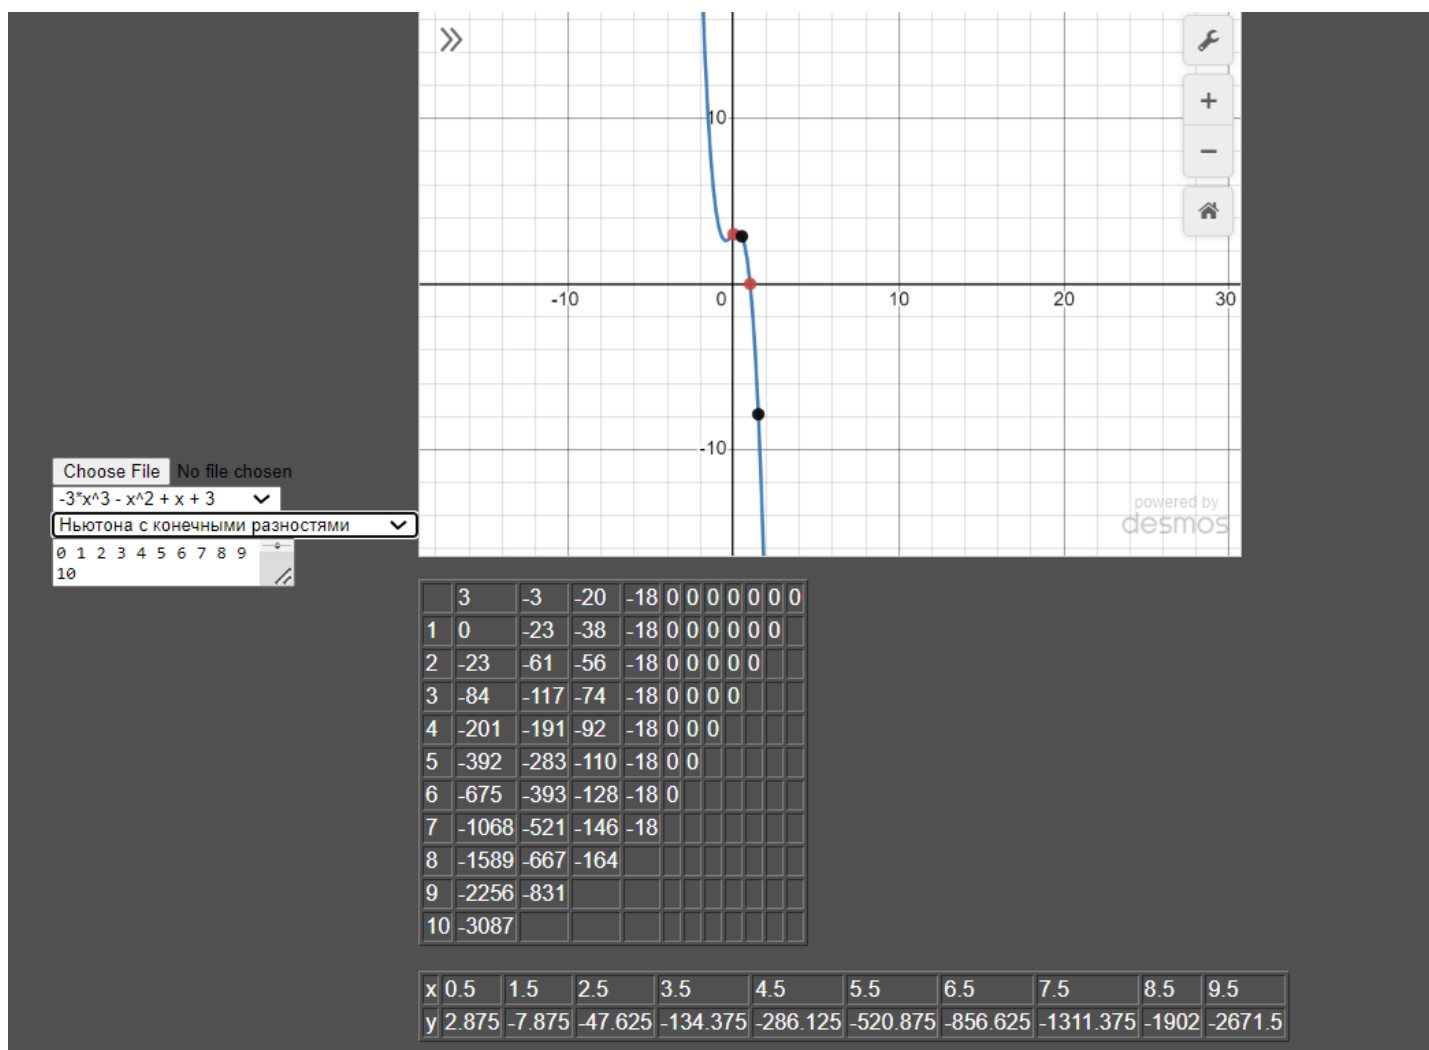 10
-10 0 10 20 30
-10
powered by
desmos
Choose File No file chosen
-3*x^3 - x^2 + x + 3
Ньютона с конечными разностями
0 1 2 3 4 5 6 7 8 9
10
3 -3 -20 -18 0 0 0 0 0 0 0
1 0 -23 -38 -18 0 0 0 0 0 0
2 -23 -61 -56 -18 0 0 0 0 0
3 -84 -117 -74 -18 0 0 0 0
4 -201 -191 -92 -18 0 0 0
5 -392 -283 -110 -18 0 0
6 -675 -393 -128 -18 0
7 -1068 -521 -146 -18
8 -1589 -667 -164
9 -2256 -831
10 -3087
x 0.5 1.5 2.5 3.5 4.5 5.5 6.5 7.5 8.5 9.5
y 2.875 -7.875 -47.625 -134.375 -286.125 -520.875 -856.625 -1311.375 -1902 -2671.5